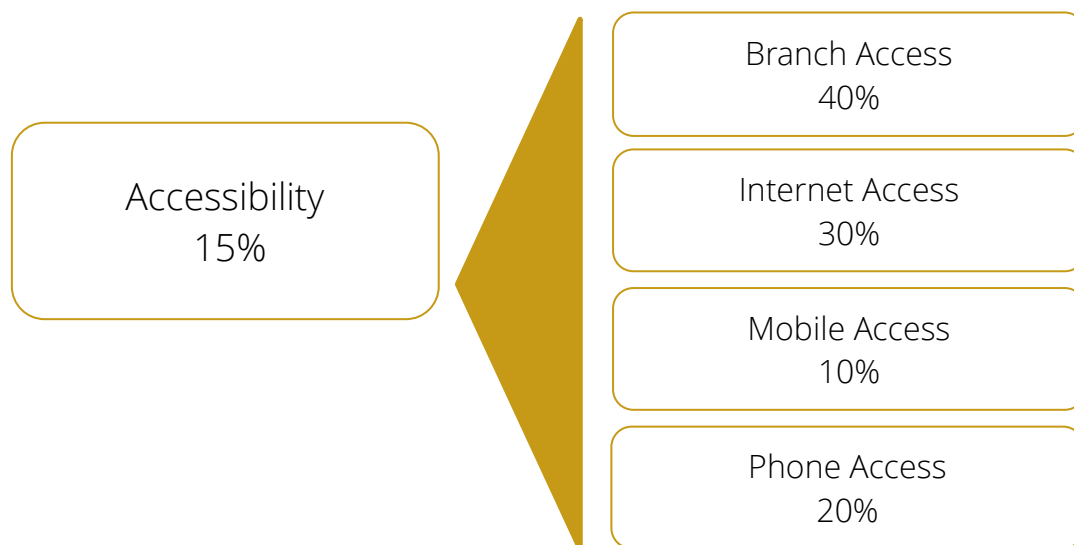 Accessibility
15%
Branch Access
40%
Internet Access
30%
Mobile Access
10%
Phone Access
20%